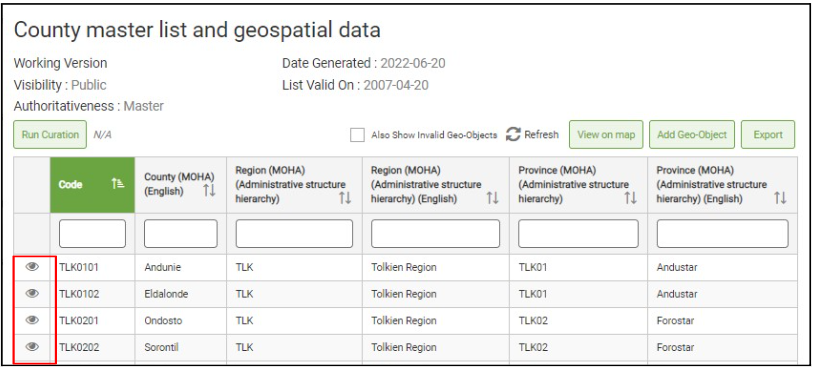 County master list and geospatial data
Working Version Date Generated : 2022-06-20
Visibility : Public List Valid On : 2007-04-20
Authoritativeness : Master
Run Curation N/A Also Show Invalid Geo-Objects Refresh View on map Add Geo-Object Export
Code
County (MOHA)
(English)
Region (MOHA)
(Administrative structure
hierarchy)
Region (MOHA)
(Administrative structure
hierarchy) (English)
Province (MOHA)
(Administrative structure
hierarchy)
Province (MOHA)
(Administrative structure
hierarchy) (English)
TLK0101 Andunie TLK Tolkien Region TLK01 Andustar
TLK0102 Eldalonde TLK Tolkien Region TLK01 Andustar
TLK0201 Ondosto TLK Tolkien Region TLK02 Forostar
TLK0202 Sorontil TLK Tolkien Region TLK02 Forostar